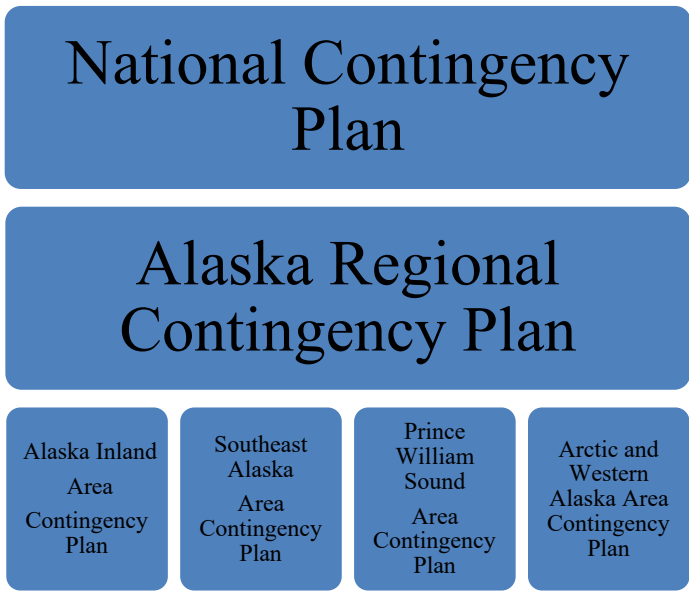 National Contingency
Plan
Alaska Regional
Contingency Plan
Alaska Inland
Area
Contingency
Plan
Southeast
Alaska
Area
Contingency
Plan
Prince
William
Sound
Area
Contingency
Plan
Arctic and
Western
Alaska Area
Contingency
Plan